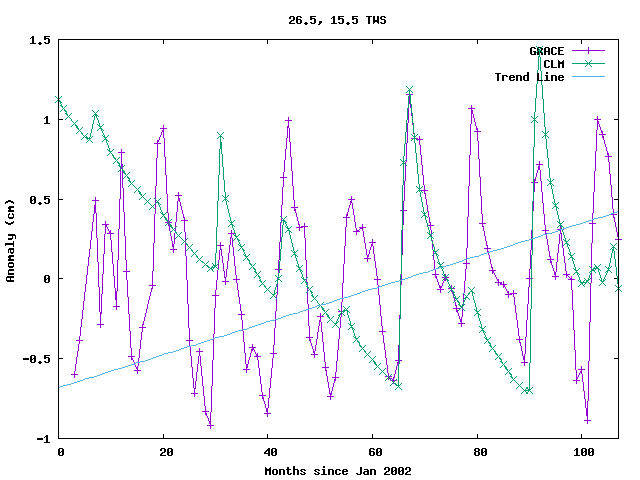 26.5, 15.5 TWS
GRACE
CLM
Trend Line
1.5
1
0.5
0
-0.5
-1
Anomaly (cm)
0 20 40 60 80 100
Months since Jan 2002